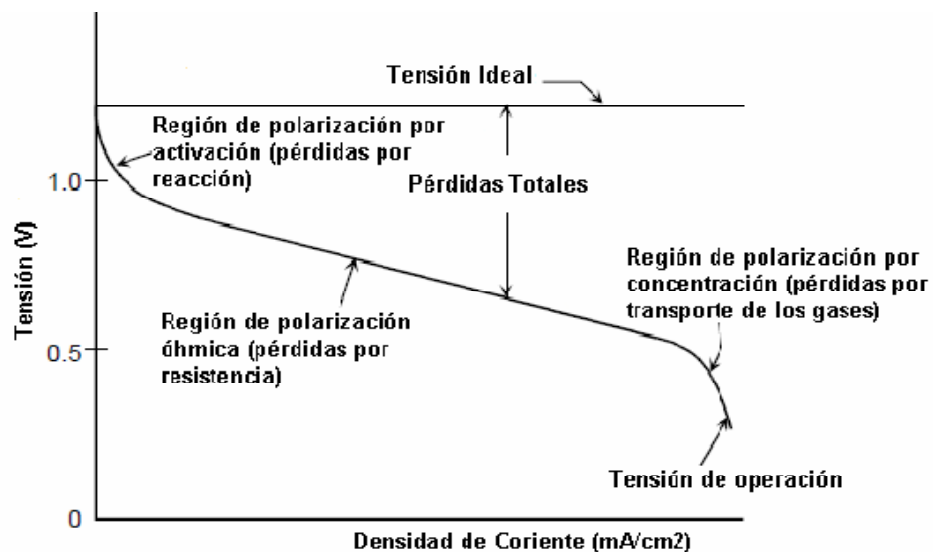 Tensión Ideal
Región de polarización por
activación (pérdidas por
reacción)
1.0
Pérdidas Totales
Tensión (V)
Región de polarización por
concentración (pérdidas por
transporte de los gases)
Región de polarización
óhmica (pérdidas por
resistencia)
0.5
Tensión de operación
0
Densidad de Coriente (mA/cm2)